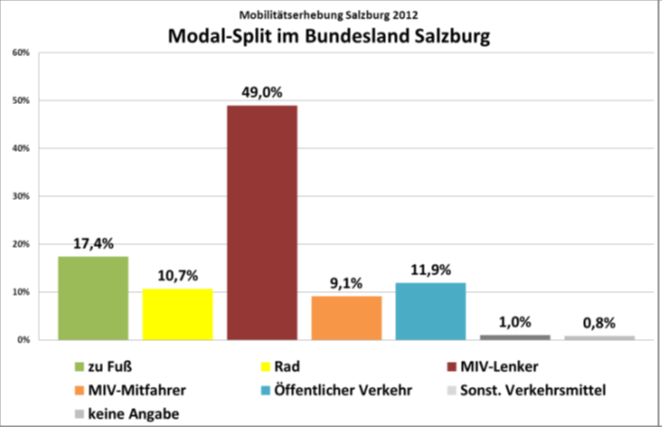 Mobilitätserhebung Salzburg 2012
Modal-Split im Bundesland Salzburg
60%
50%
40%
30%
20%
10%
0%
17,4%
10,7%
49,0%
9,1%
11,9%
1,0%
0,8%
zu Fuß Rad MIV-Lenker
MIV-Mitfahrer Öffentlicher Verkehr Sonst. Verkehrsmittel
keine Angabe